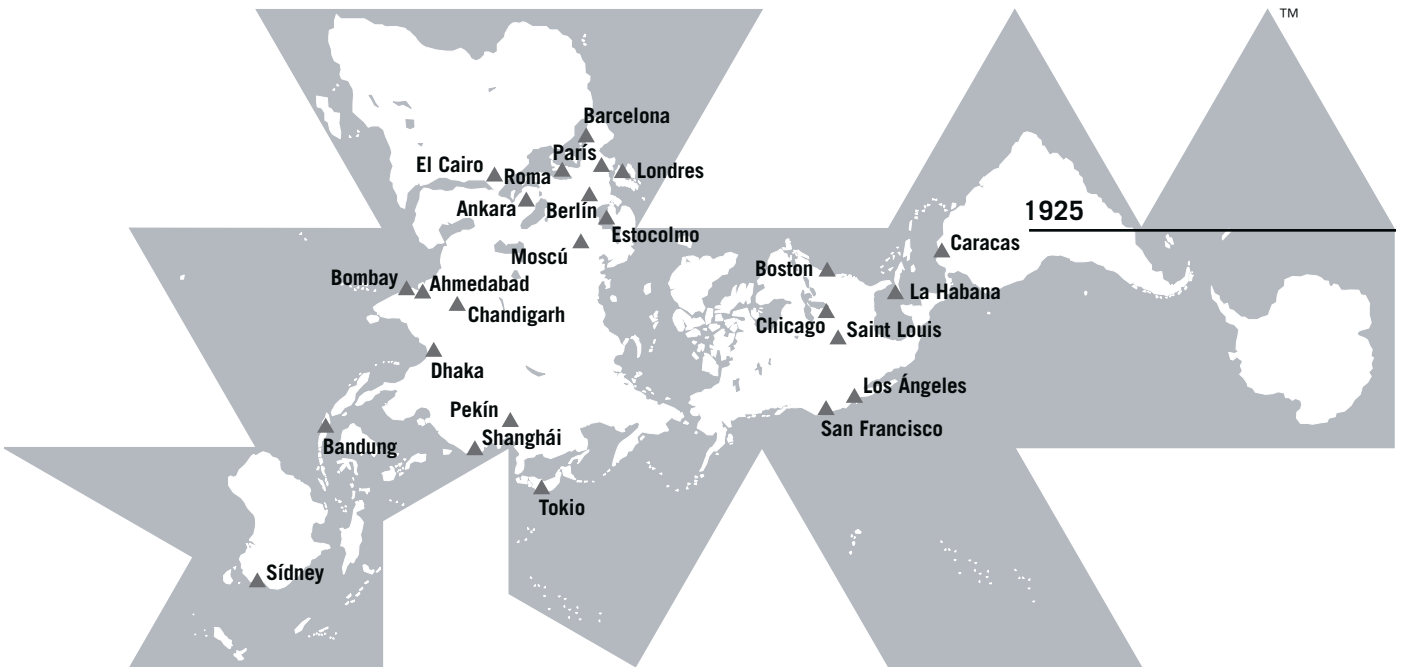 TM
Barcelona
París
El Cairo
Roma
Londres
Ankara
Berlín
1925
Estocolmo
Caracas
Moscú
Boston
Bombay
Ahmedabad
La Habana
Chandigarh
Chicago
Saint Louis
Dhaka
Los Ángeles
Pekín
San Francisco
Shanghái
Bandung
Tokio
Sídney